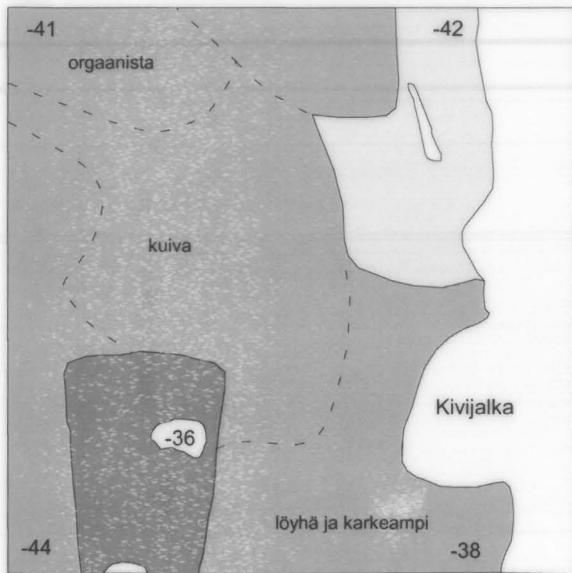 -41
-42
orgaanista
kuiva
Kivijalka
-36
löyhä ja karkeampi
-44
-38